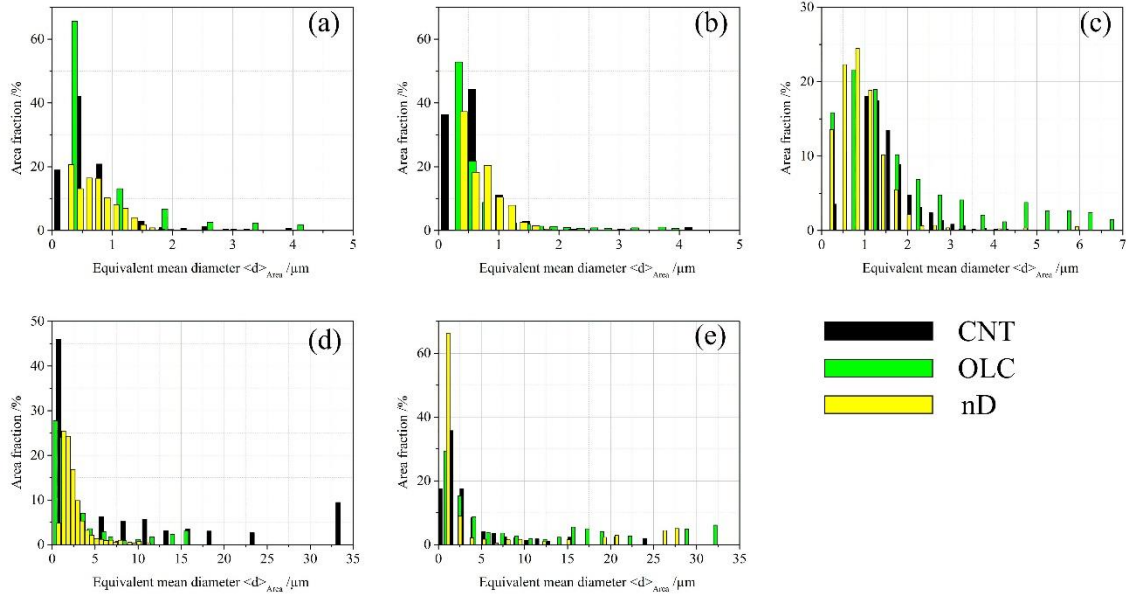 (a)
60
40
20
0
Area fraction /%
0 1 2 3 4 5
Equivalent mean diameter <d>Area /µm
(b)
60
40
20
0
Area fraction /%
0 1 2 3 4 5
Equivalent mean diameter <d>Area /µm
(c)
30
20
10
0
Area fraction /%
0 1 2 3 4 5 6 7
Equivalent mean diameter <d>Area /µm
(d)
50
40
30
20
10
0
Area fraction /%
0 5 10 15 20 25 30 35
Equivalent mean diameter <d>Area /µm
(e)
60
40
20
0
Area fraction /%
0 5 10 15 20 25 30 35
Equivalent mean diameter <d>Area /µm
CNT
OLC
nD